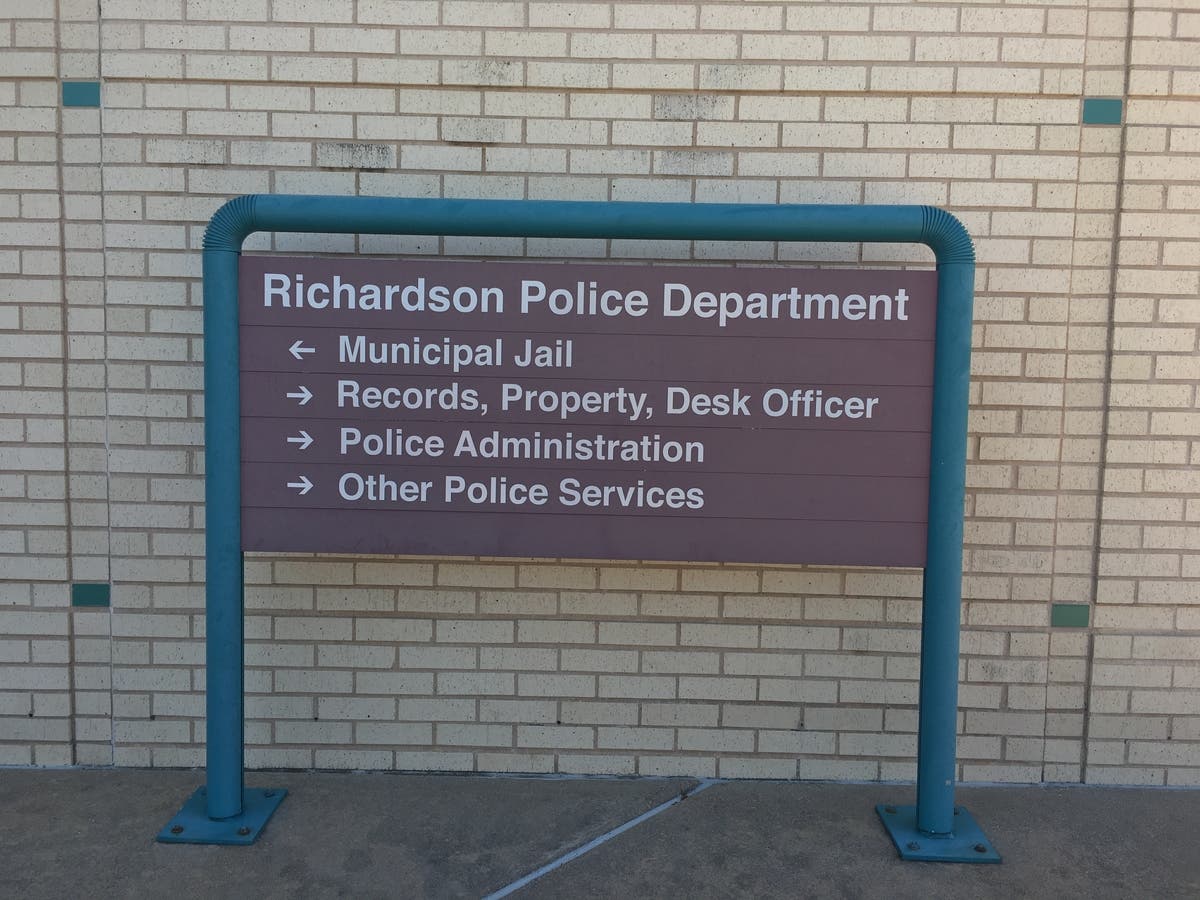 Richardson Police Department
← Municipal Jail
→ Records, Property, Desk Officer
→ Police Administration
→ Other Police Services